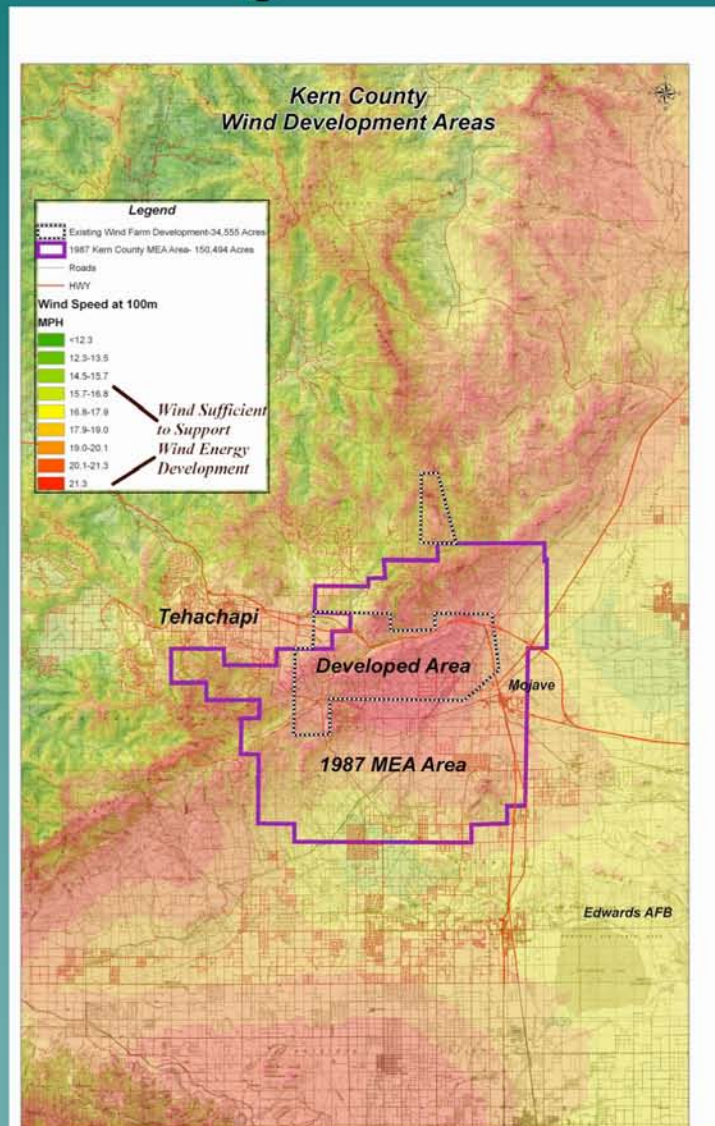 Kern County
Wind Development Areas
Legend
Existing Wind Farm Development-34,555 Acres
1987 Kern County MEA Area- 150,494 Acres
Roads
HWY
Wind Speed at 100m
MPH
<12.3
12.3-13.5
14.5-15.7
15.7-16.8
16.8-17.9
17.9-19.0
19.0-20.1
20.1-21.3
21.3
Wind Sufficient
to Support
Wind Energy
Development
Tehachapi
Developed Area
Mojave
1987 MEA Area
Edwards AFB